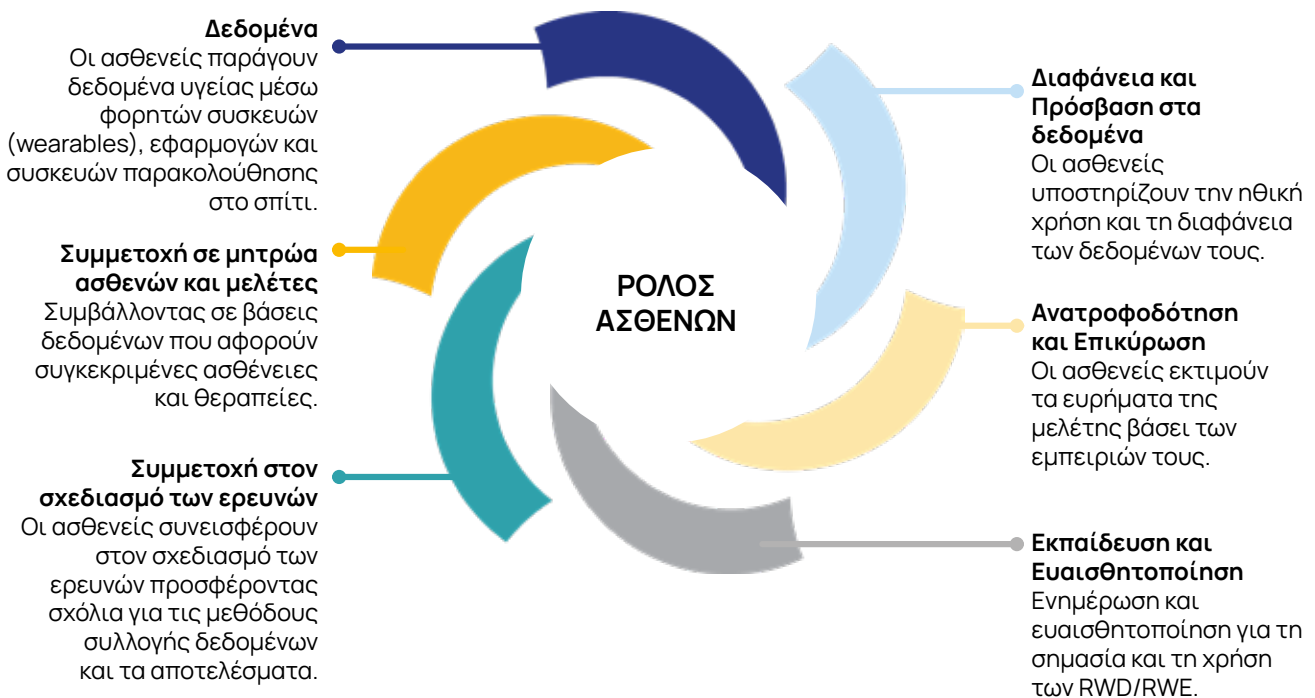 Δεδομένα
Οι ασθενείς παράγουν
δεδομένα υγείας μέσω
φορητών συσκευών
(wearables), εφαρμογών και
συσκευών παρακολούθησης
στο σπίτι.
Συμμετοχή σε μητρώα
ασθενών και μελέτες
Συμβάλλοντας σε βάσεις
δεδομένων που αφορούν
συγκεκριμένες ασθένειες
και θεραπείες.
Συμμετοχή στον
σχεδιασμό των ερευνών
Οι ασθενείς συνεισφέρουν
στον σχεδιασμό των
ερευνών προσφέροντας
σχόλια για τις μεθόδους
συλλογής δεδομένων
και τα αποτελέσματα.
ΡΟΛΟΣ
ΑΣΘΕΝΩΝ
Διαφάνεια και
Πρόσβαση στα
δεδομένα
Οι ασθενείς
υποστηρίζουν την ηθική
χρήση και τη διαφάνεια
των δεδομένων τους.
Ανατροφοδότηση
και Επικύρωση
Οι ασθενείς εκτιμούν
τα ευρήματα της
μελέτης βάσει των
εμπειριών τους.
Εκπαίδευση και
Ευαισθητοποίηση
Ενημέρωση και
ευαισθητοποίηση για τη
σημασία και τη χρήση
των RWD/RWE.